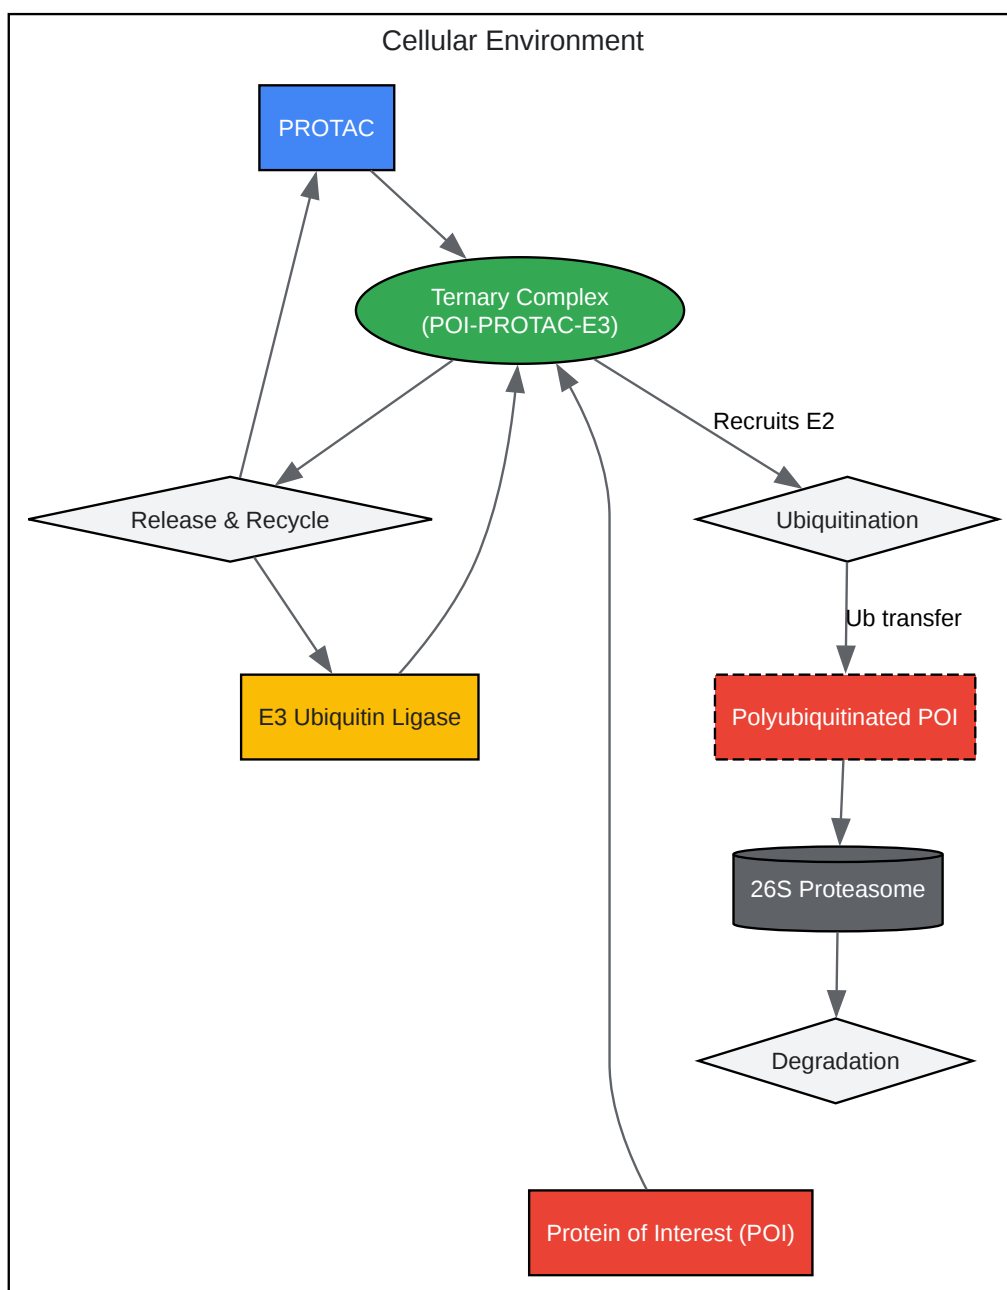 Cellular Environment
PROTAC
Ternary Complex
(POI-PROTAC-E3)
Recruits E2
Release & Recycle
Ubiquitination
Ub transfer
E3 Ubiquitin Ligase
Polyubiquitinated POI
26S Proteasome
Degradation
Protein of Interest (POI)